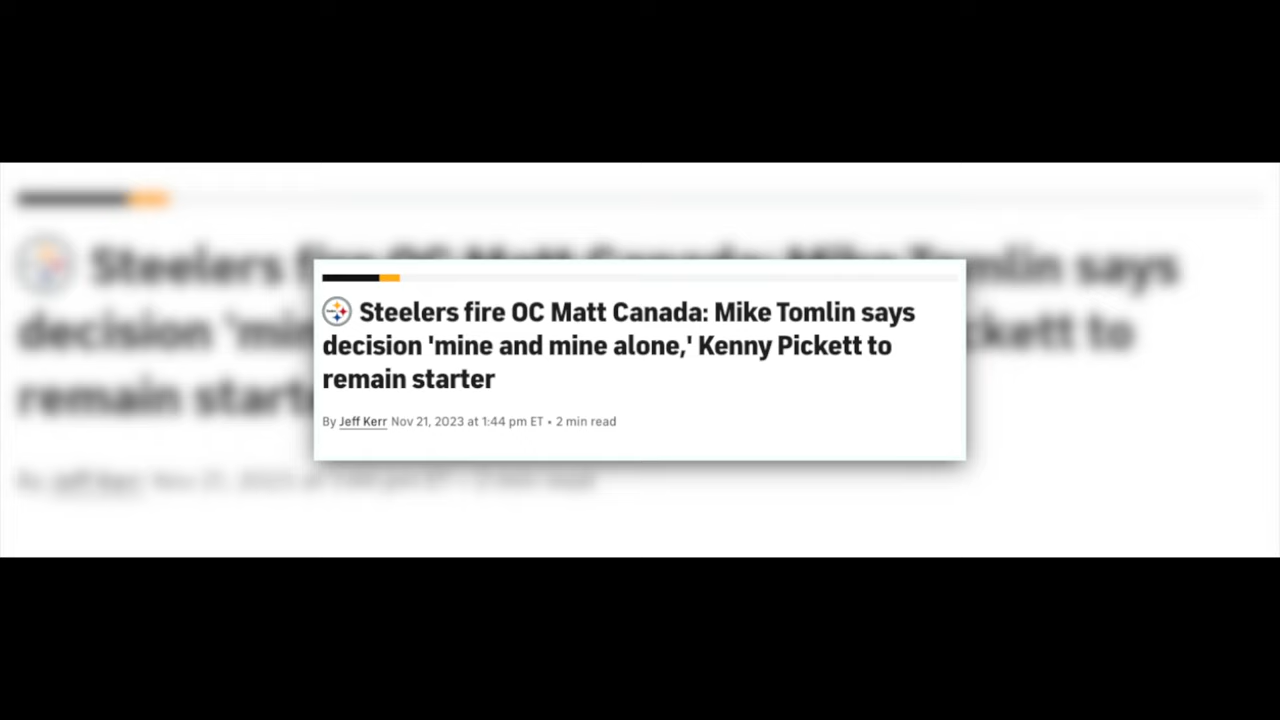 Steelers fire OC Matt Canada: Mike Tomlin says
decision 'mine and mine alone,' Kenny Pickett to
remain starter
By Jeff Kerr Nov 21, 2023 at 1:44 pm ET • 2 min read